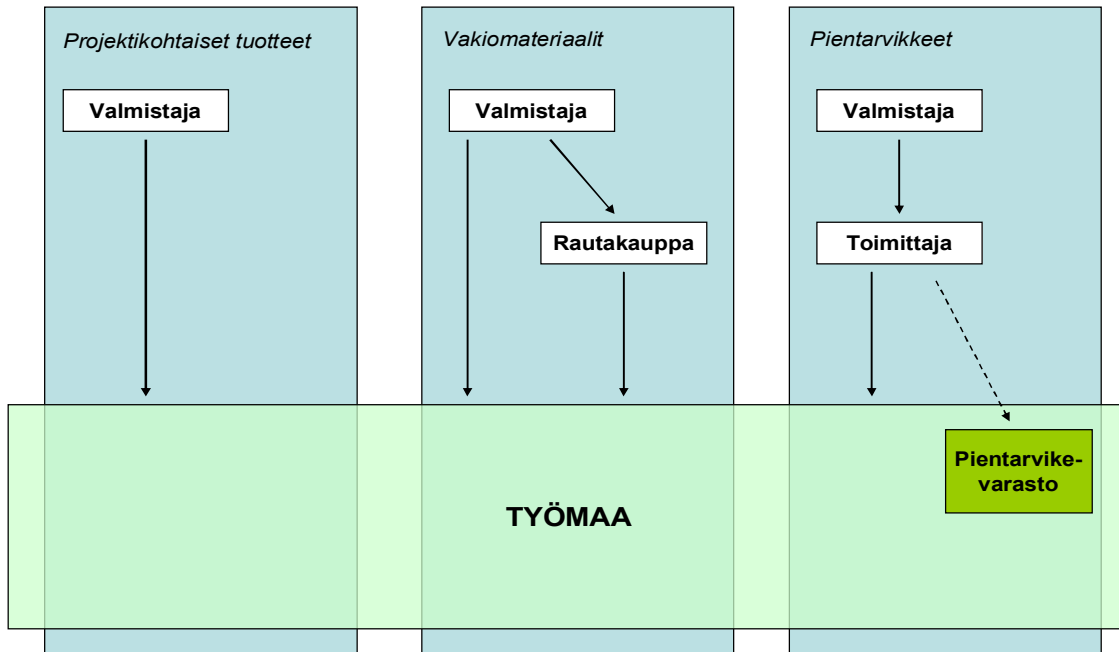 Projektikohtaiset tuotteet
Valmistaja
Vakiomateriaalit
Valmistaja
Rautakauppa
Pientarvikkeet
Valmistaja
Toimittaja
Pientarvike-
varasto
TYÖMAA